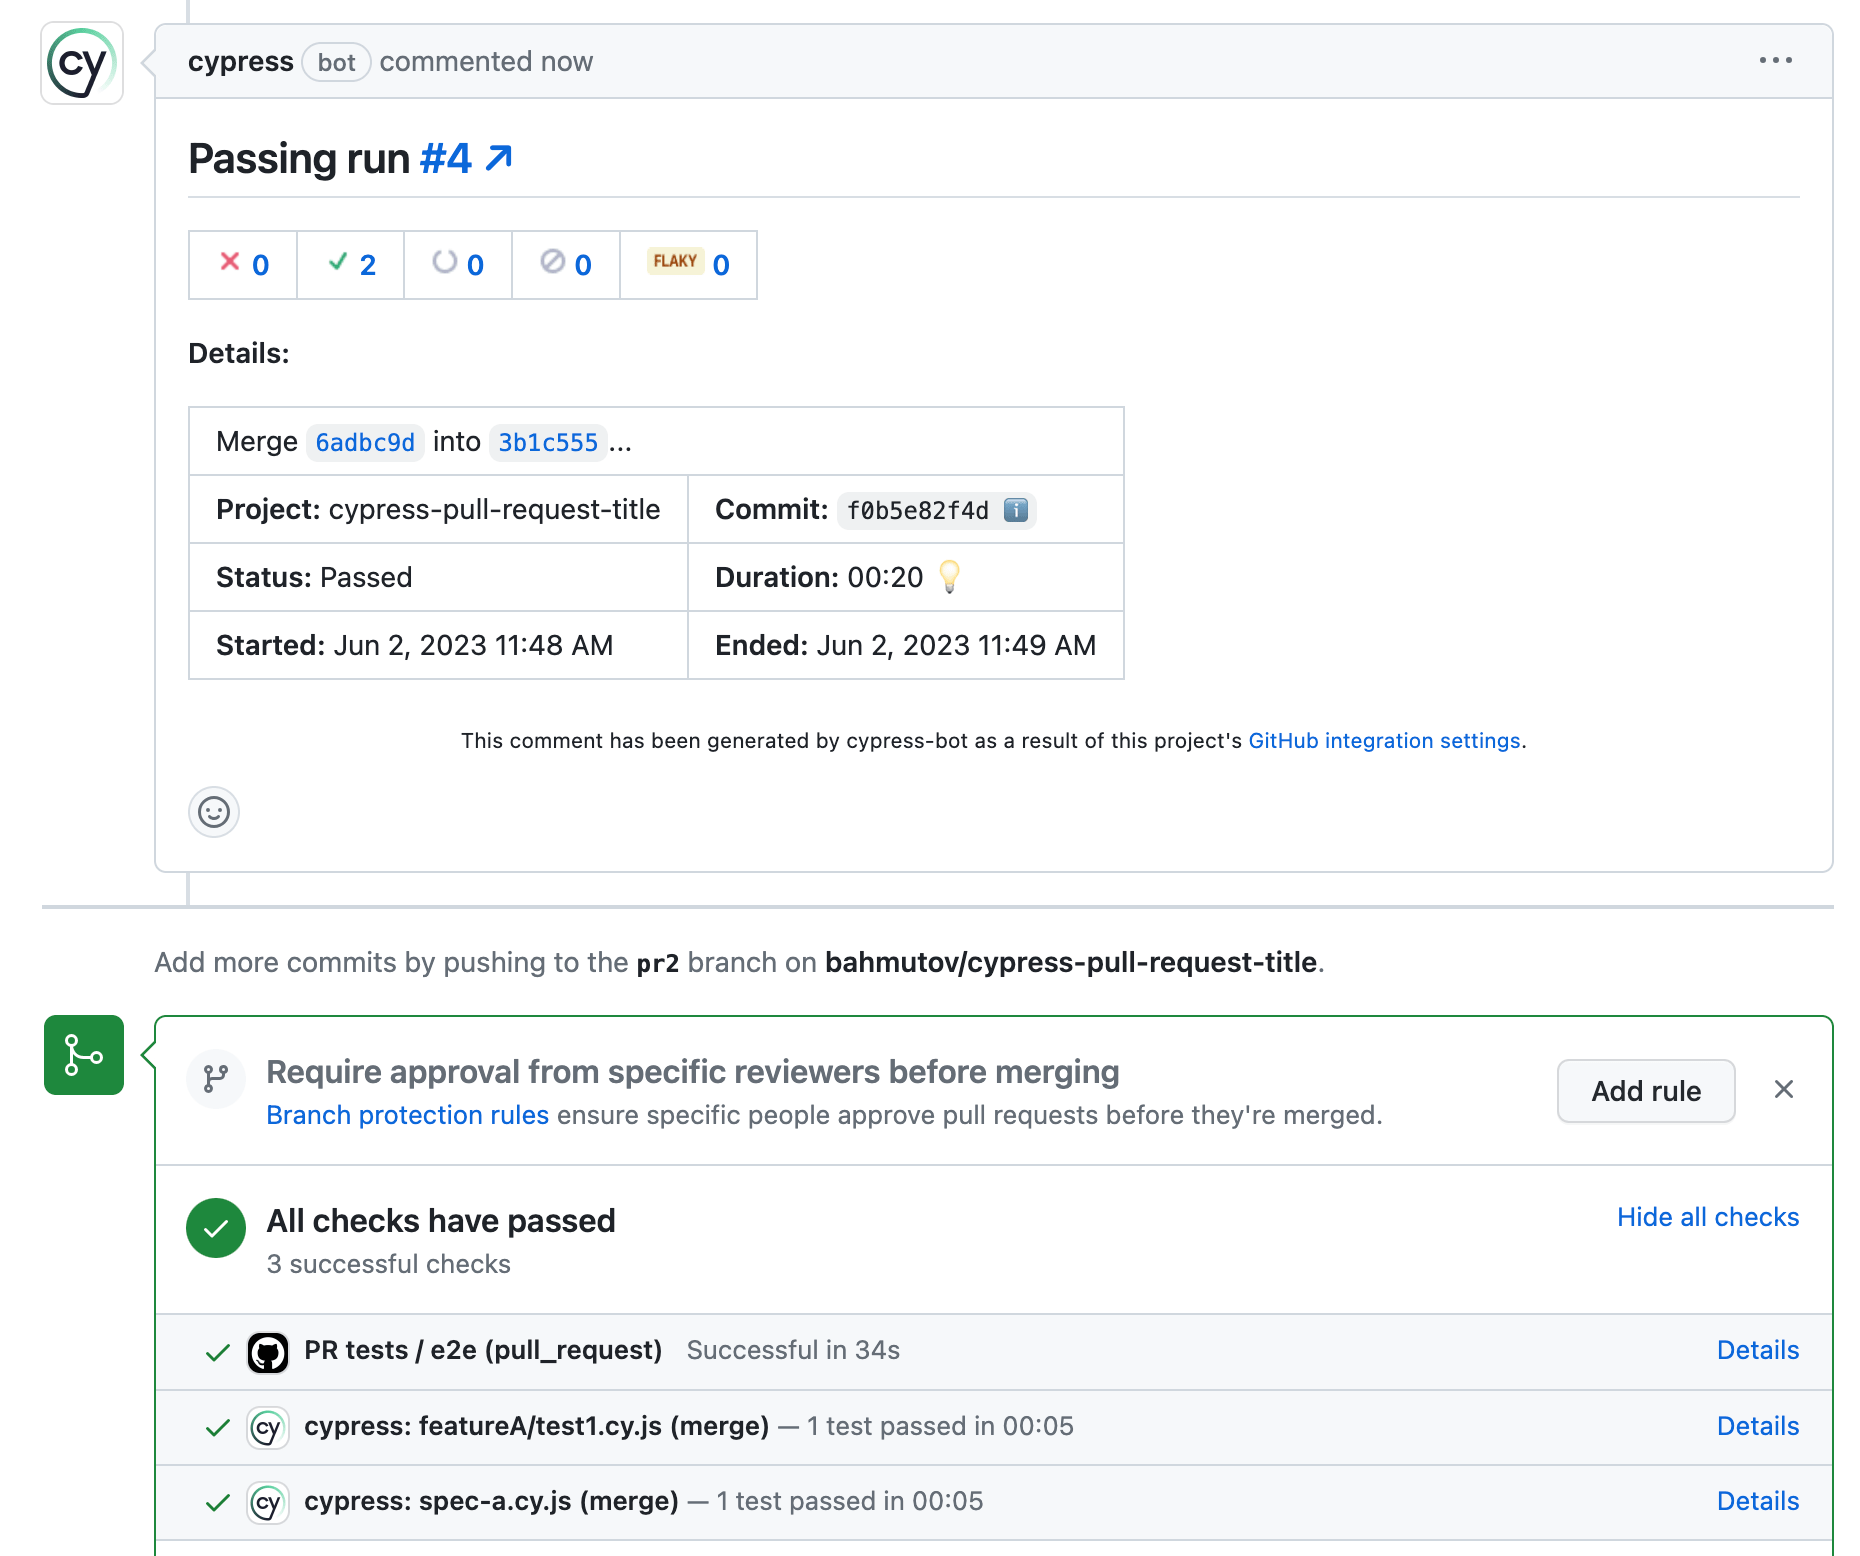 cy
cypress bot commented now
Passing run #4
0 2 0 0 FLAKY 0
Details:
Merge 6adbc9d into 3b1c555...
Project: cypress-pull-request-title Commit: f0b5e82f4d
Status: Passed Duration: 00:20
Started: Jun 2, 2023 11:48 AM Ended: Jun 2, 2023 11:49 AM
This comment has been generated by cypress-bot as a result of this project's GitHub integration settings.
Add more commits by pushing to the pr2 branch on bahmutov/cypress-pull-request-title.
Require approval from specific reviewers before merging
Branch protection rules ensure specific people approve pull requests before they're merged.
Add rule
All checks have passed
3 successful checks
Hide all checks
PR tests / e2e (pull_request) Successful in 34s Details
cy cypress: featureA/test1.cy.js (merge) — 1 test passed in 00:05 Details
cy cypress: spec-a.cy.js (merge) — 1 test passed in 00:05 Details